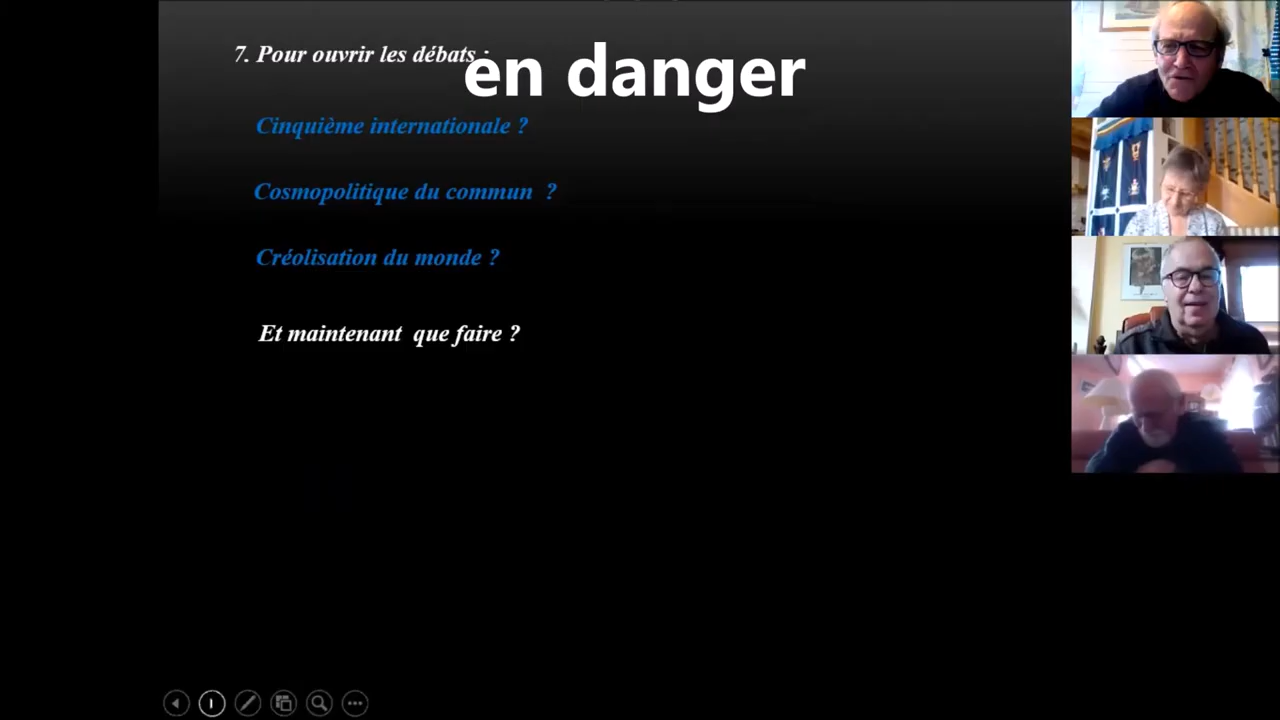 7. Pour ouvrir les débats :
en danger
Cinquième internationale ?
Cosmopolitique du commun ?
Créolisation du monde ?
Et maintenant que faire ?